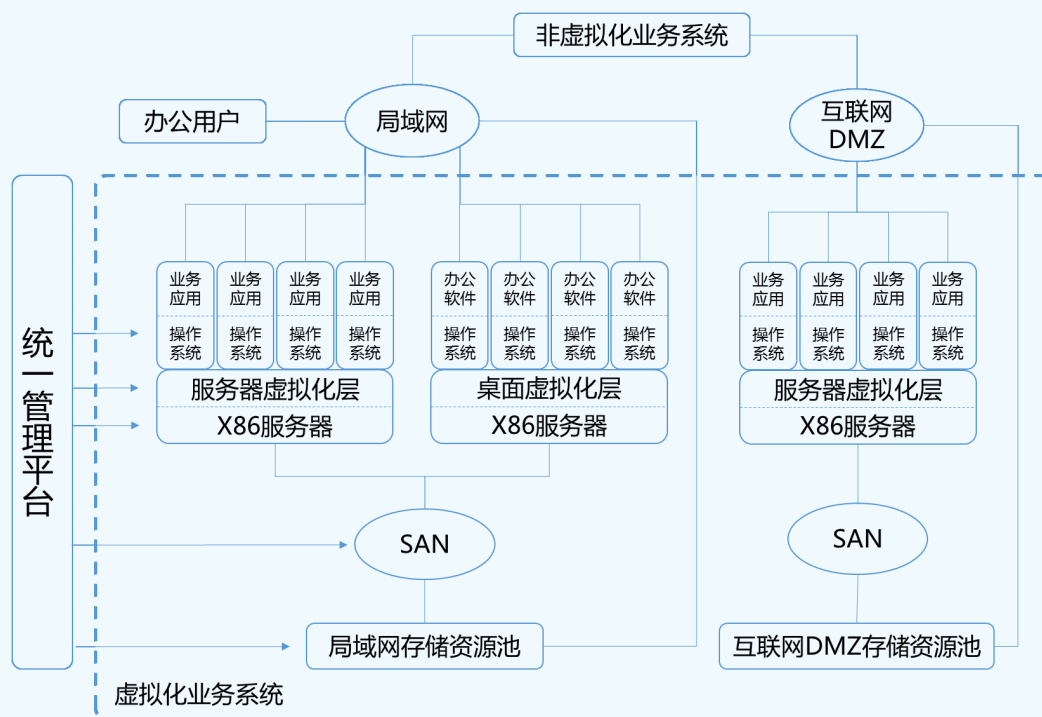 非虚拟化业务系统
办公用户
局域网
互联网
DMZ
统一管理平台
业务
应用
操作
系统
业务
应用
操作
系统
业务
应用
操作
系统
业务
应用
操作
系统
服务器虚拟化层
X86服务器
办公
软件
操作
系统
办公
软件
操作
系统
办公
软件
操作
系统
办公
软件
操作
系统
桌面虚拟化层
X86服务器
业务
应用
操作
系统
业务
应用
操作
系统
业务
应用
操作
系统
业务
应用
操作
系统
服务器虚拟化层
X86服务器
SAN
SAN
局域网存储资源池
互联网DMZ存储资源池
虚拟化业务系统